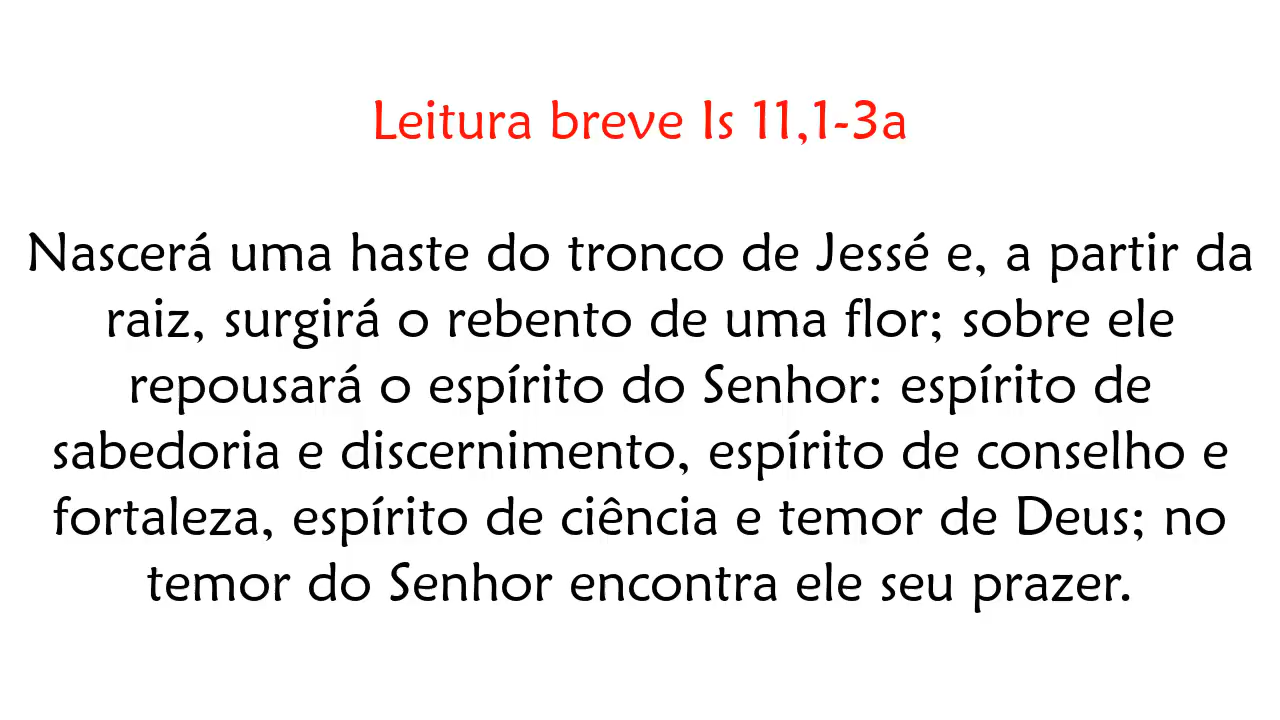 Leitura breve Is 11,1-3a
Nascerá uma haste do tronco de Jessé e, a partir da
raiz, surgirá o rebento de uma flor; sobre ele
repousará o espírito do Senhor: espírito de
sabedoria e discernimento, espírito de conselho e
fortaleza, espírito de ciência e temor de Deus; no
temor do Senhor encontra ele seu prazer.